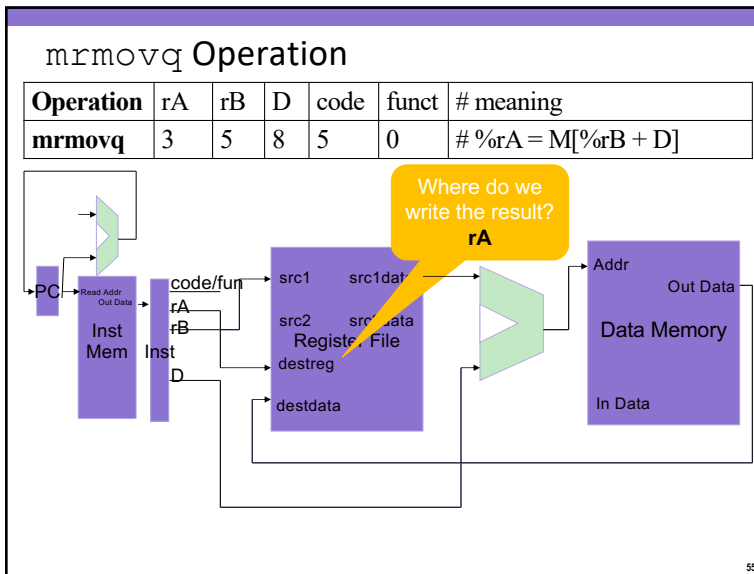 mrmovq Operation
Operation rA rB D code funct # meaning
mrmovq 3 5 8 5 0 # %rA = M[%rB + D]
Where do we
write the result?
rA
PC
Read Addr
Out Data
Inst
Mem
Inst
code/fun
rA
rB
D
src1 src1data
src2
Register File
destreg
destdata
Addr
Out Data
Data Memory
In Data